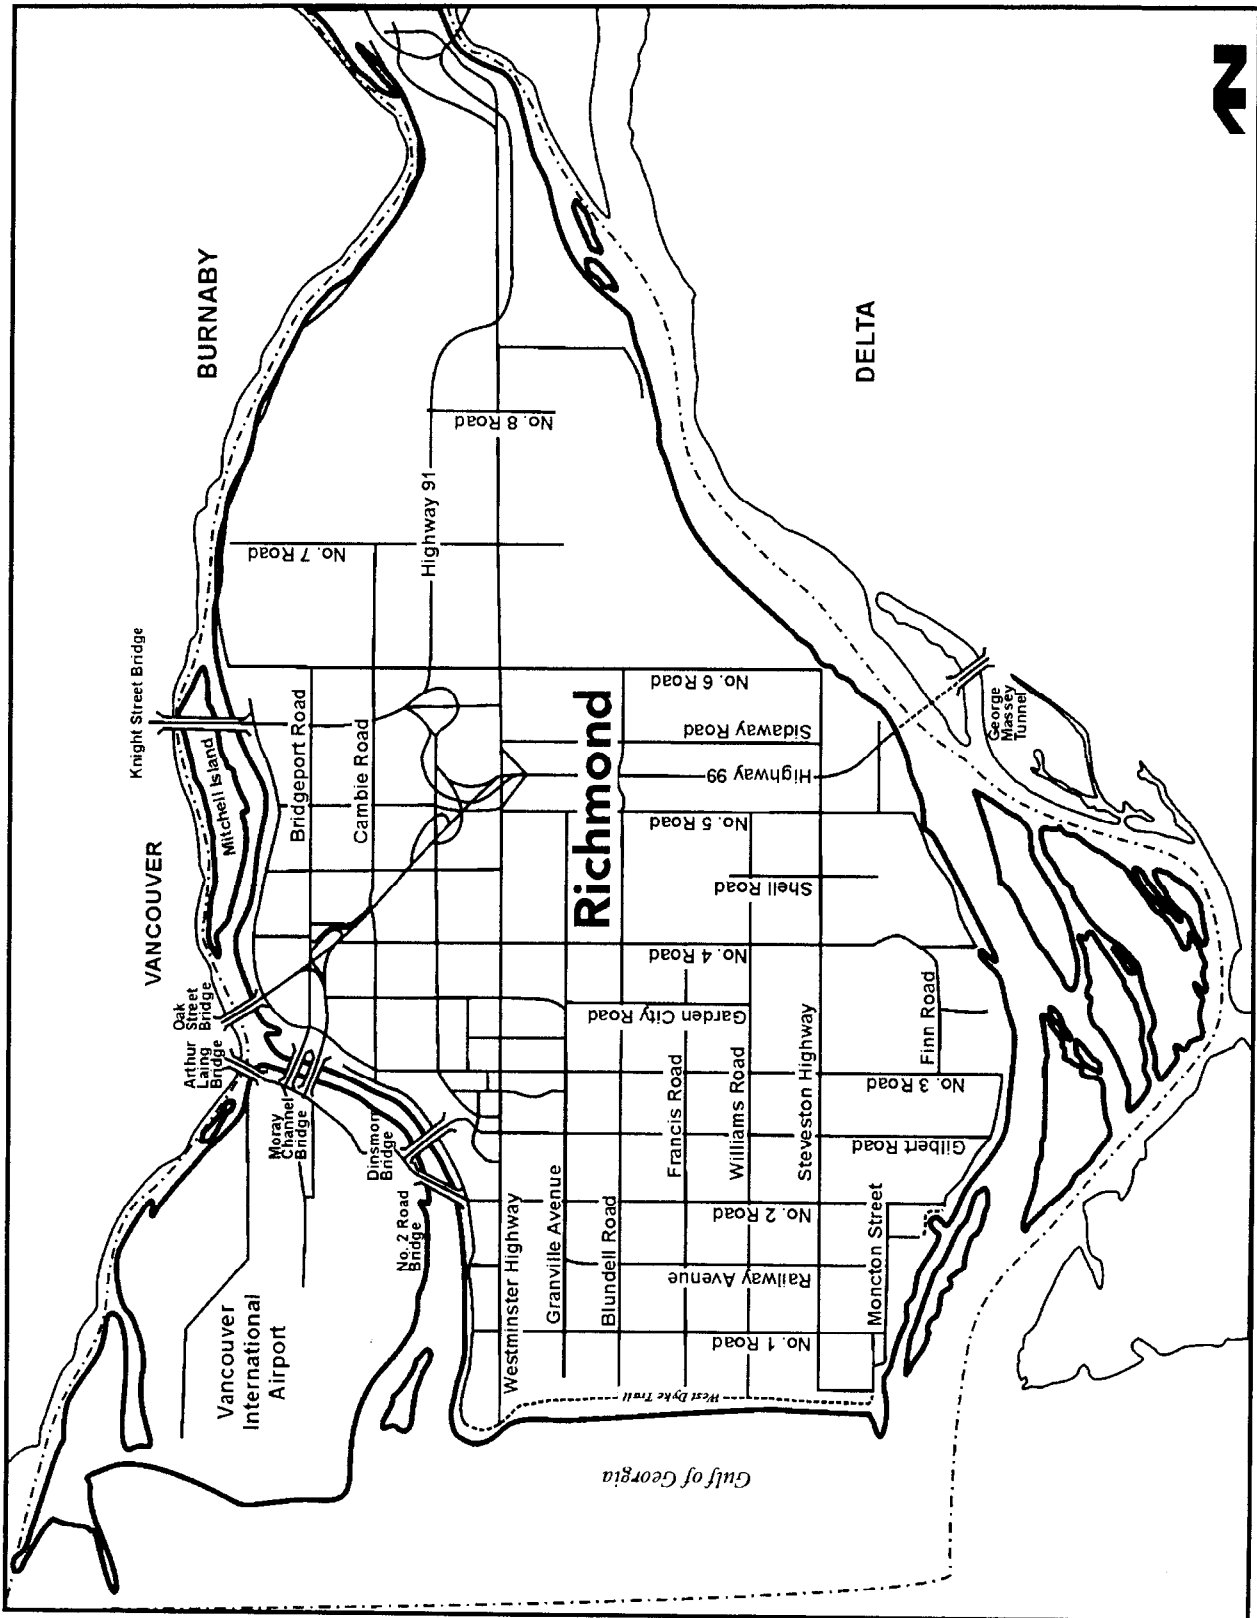 N
BURNABY
DELTA
VANCOUVER
Richmond
Knight Street Bridge
Mitchell Island
Oak
Street
Bridge
Arthur
Laing
Bridge
Moray
Channel
Bridge
Dinsmore
Bridge
No. 2 Road
Bridge
Vancouver
International
Airport
Bridgeport Road
Cambie Road
Highway 91
Westminster Highway
Granville Avenue
Blundell Road
Francis Road
Williams Road
Steveston Highway
Moncton Street
Finn Road
No. 8 Road
No. 7 Road
No. 6 Road
Sidaway Road
Highway 99
No. 5 Road
Shell Road
No. 4 Road
Garden City Road
No. 3 Road
Gilbert Road
No. 2 Road
Railway Avenue
No. 1 Road
West Dyke Trail
George
Massey
Tunnel
Gulf of Georgia